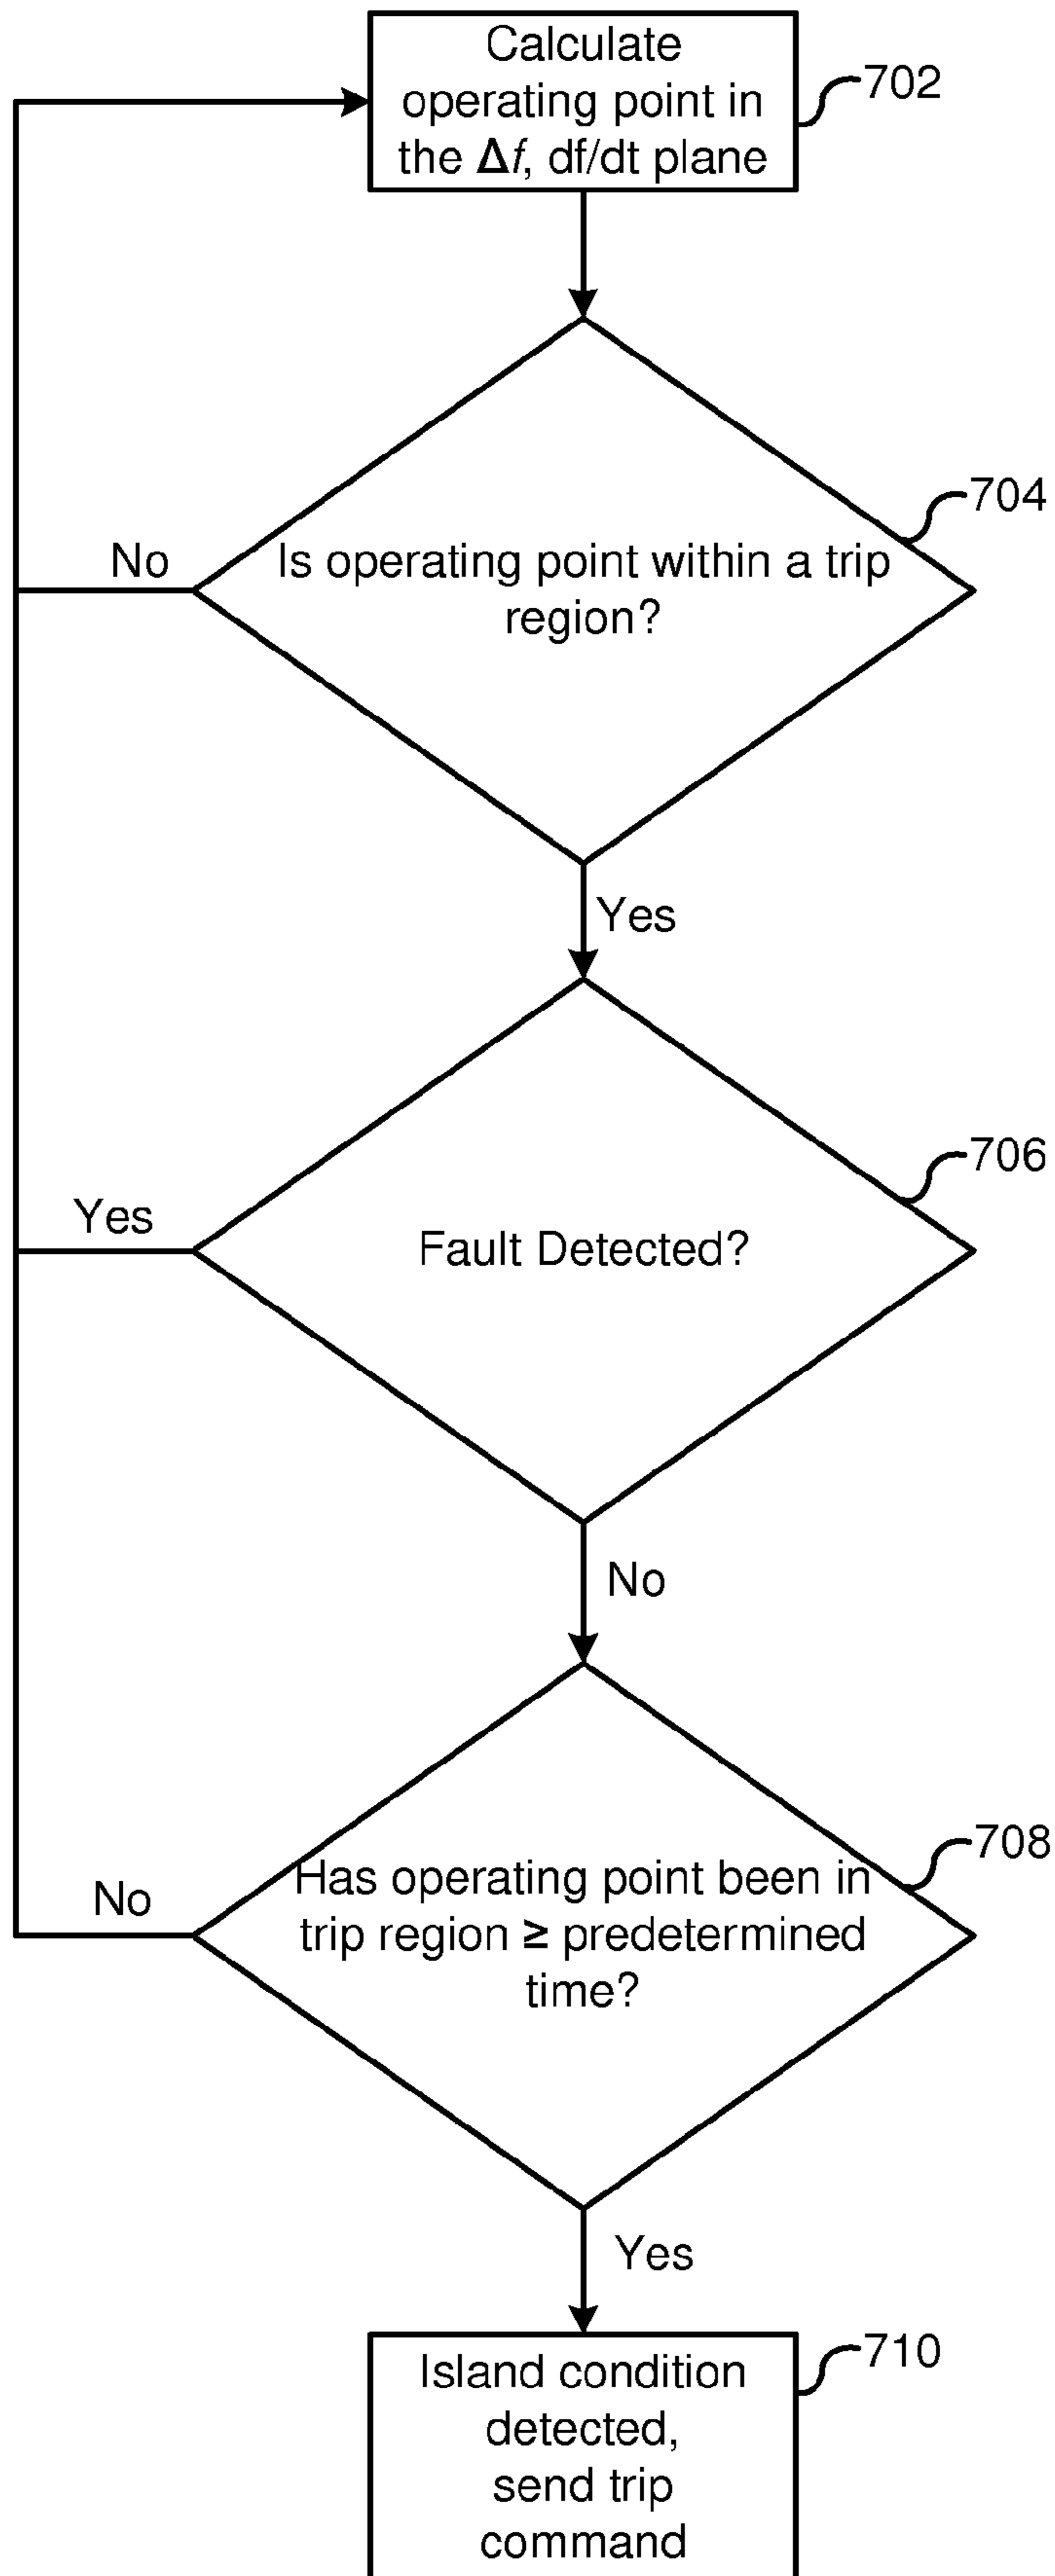 Calculate
operating point in
the Δf, df/dt plane
702
704
No
Is operating point within a trip
region?
Yes
706
Yes
Fault Detected?
No
708
Has operating point been in
No
trip region ≥ predetermined
time?
Yes
710
Island condition
detected,
send trip
command